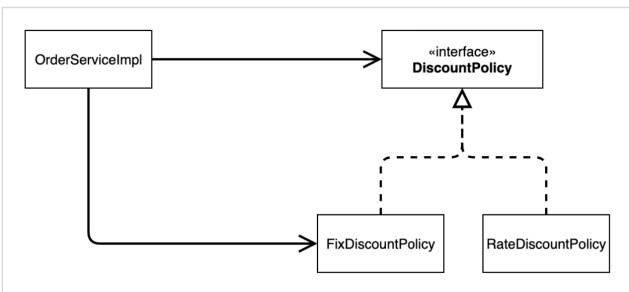 OrderServiceImpl
«interface»
DiscountPolicy
FixDiscountPolicy
RateDiscountPolicy